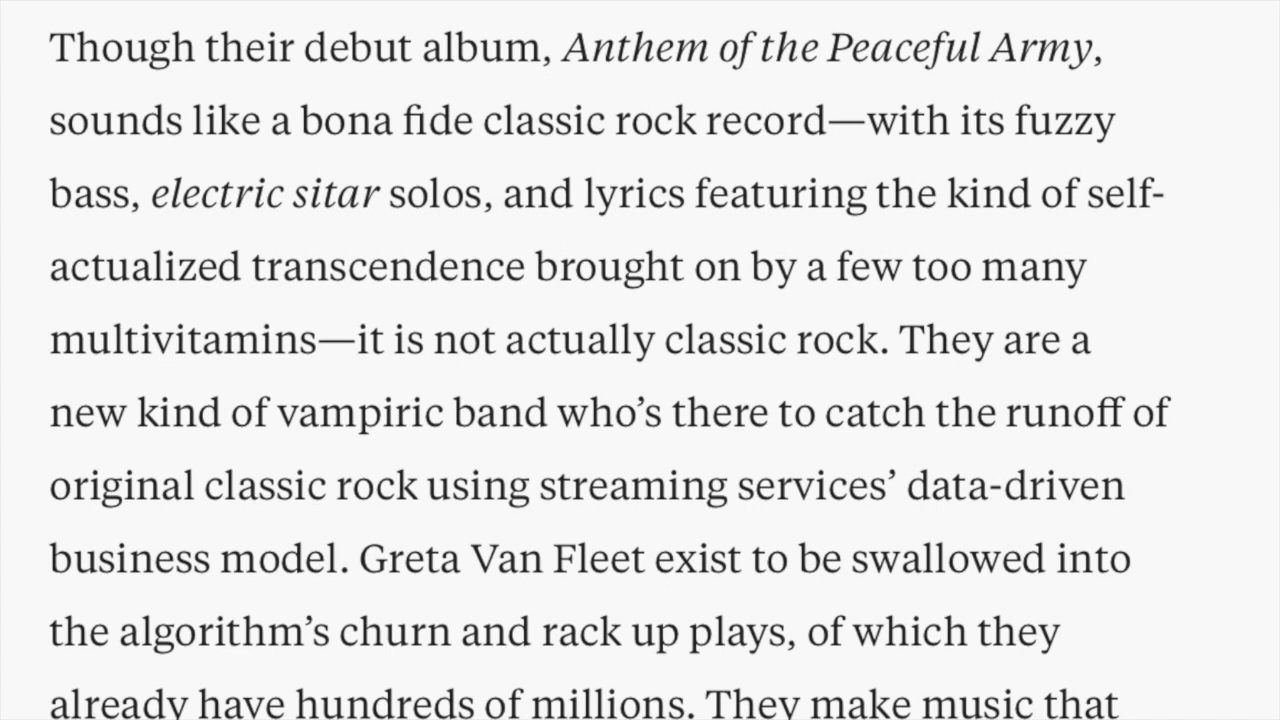 Though their debut album, Anthem of the Peaceful Army,
sounds like a bona fide classic rock record—with its fuzzy
bass, electric sitar solos, and lyrics featuring the kind of self-
actualized transcendence brought on by a few too many
multivitamins—it is not actually classic rock. They are a
new kind of vampiric band who’s there to catch the runoff of
original classic rock using streaming services’ data-driven
business model. Greta Van Fleet exist to be swallowed into
the algorithm’s churn and rack up plays, of which they
already have hundreds of millions. They make music that